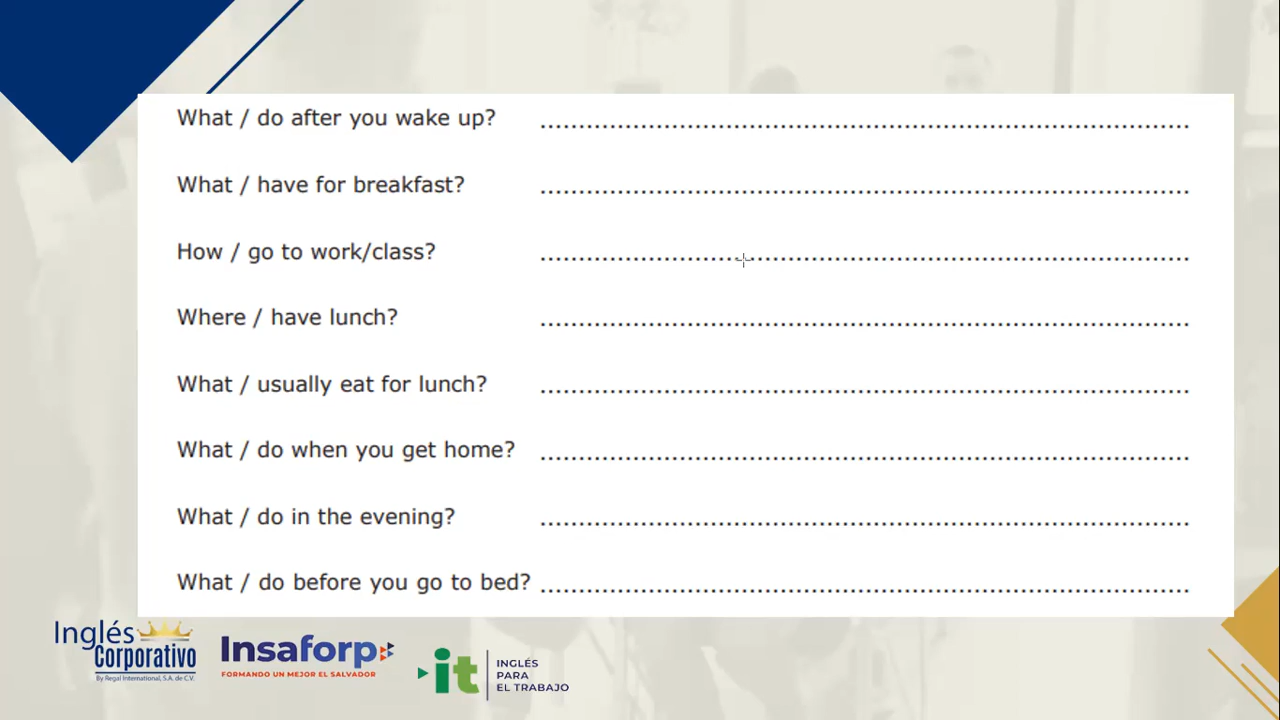 What / do after you wake up? ....................................................................................
What / have for breakfast? ....................................................................................
How / go to work/class? ....................................................................................
Where / have lunch? ....................................................................................
What / usually eat for lunch? ....................................................................................
What / do when you get home? ....................................................................................
What / do in the evening? ....................................................................................
What / do before you go to bed? ....................................................................................
Inglés
Corporativo
By Regal International, S.A. de C.V.
Insaforp
FORMANDO UN MEJOR EL SALVADOR
it
INGLÉS
PARA
EL TRABAJO